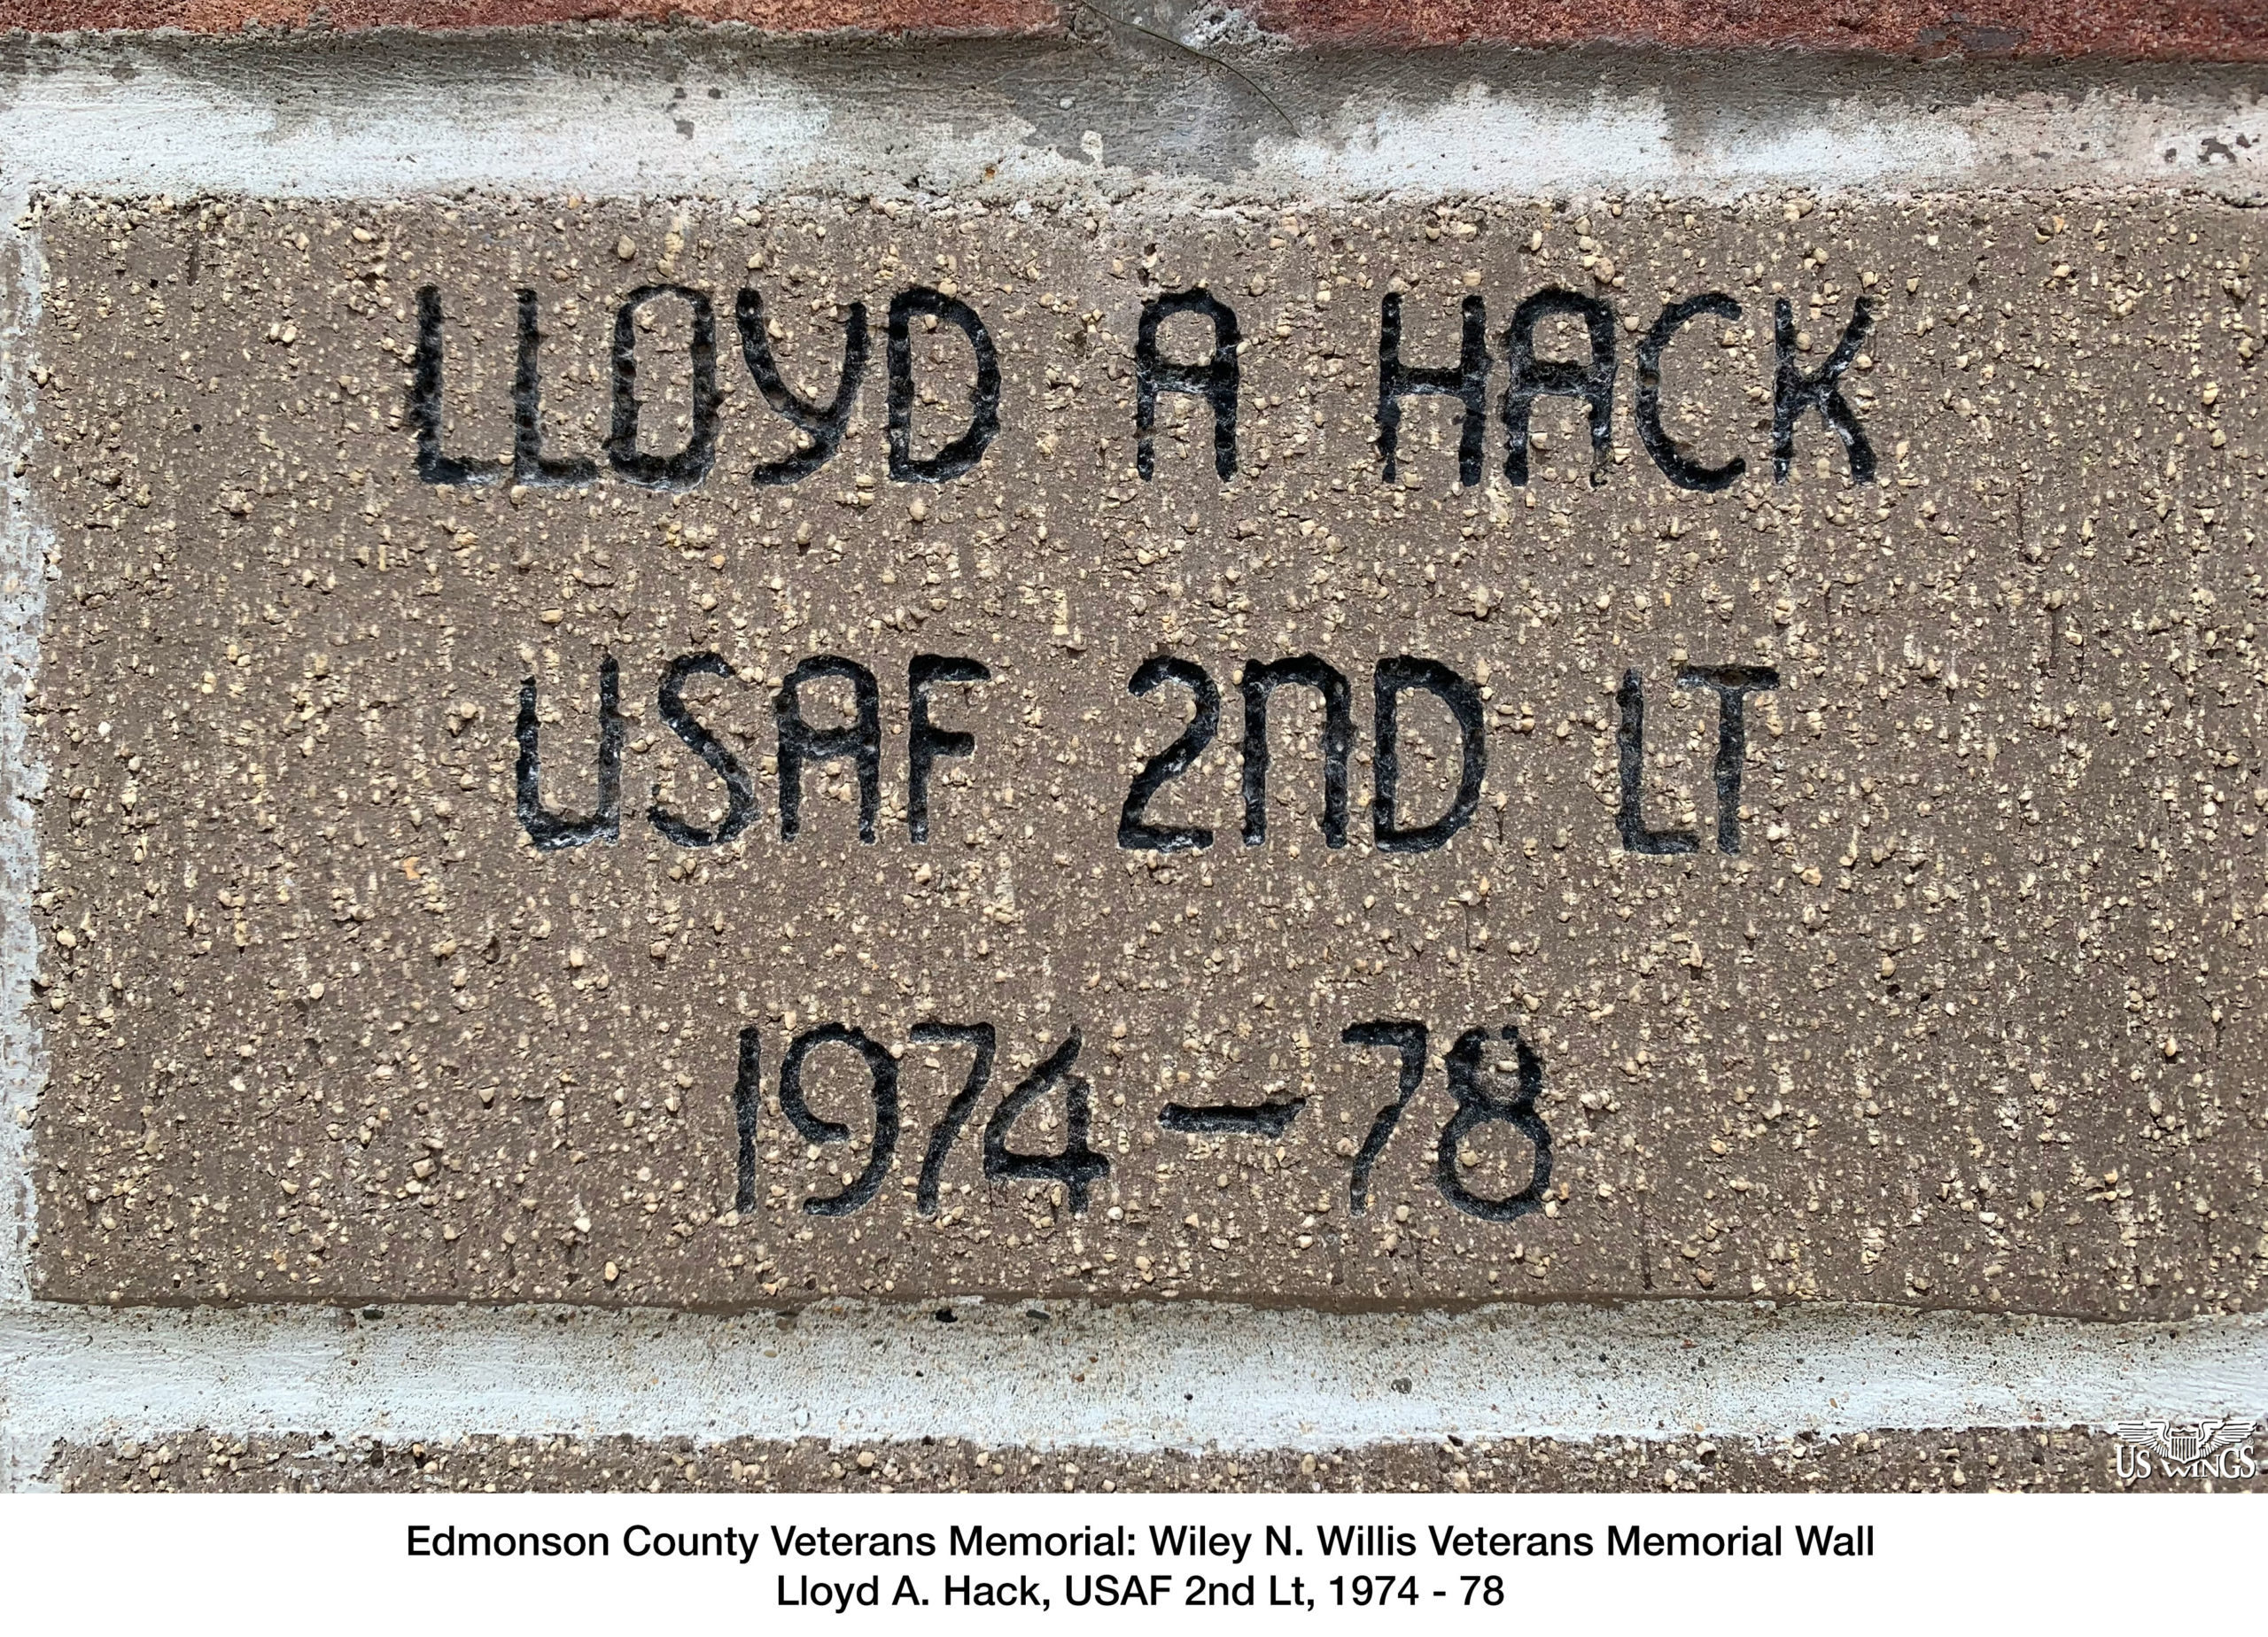 LLOYD A HACK
USAF 2ND LT
1974-78
US WINGS
Edmonson County Veterans Memorial: Wiley N. Willis Veterans Memorial Wall
Lloyd A. Hack, USAF 2nd Lt, 1974 - 78